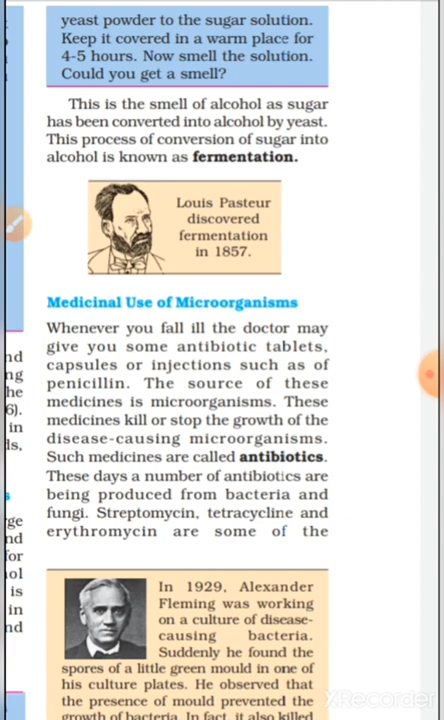 yeast powder to the sugar solution.
Keep it covered in a warm place for
4-5 hours. Now smell the solution.
Could you get a smell?
This is the smell of alcohol as sugar
has been converted into alcohol by yeast.
This process of conversion of sugar into
alcohol is known as fermentation.
Louis Pasteur
discovered
fermentation
in 1857.
Medicinal Use of Microorganisms
Whenever you fall ill the doctor may
give you some antibiotic tablets,
capsules or injections such as of
penicillin. The source of these
medicines is microorganisms. These
medicines kill or stop the growth of the
disease-causing microorganisms.
Such medicines are called antibiotics.
These days a number of antibiotics are
being produced from bacteria and
fungi. Streptomycin, tetracycline and
erythromycin are some of the
In 1929, Alexander
Fleming was working
on a culture of disease-
causing bacteria.
Suddenly he found the
spores of a little green mould in one of
his culture plates. He observed that
the presence of mould prevented the
growth of bacteria. In fact, it also killed
XRecorder